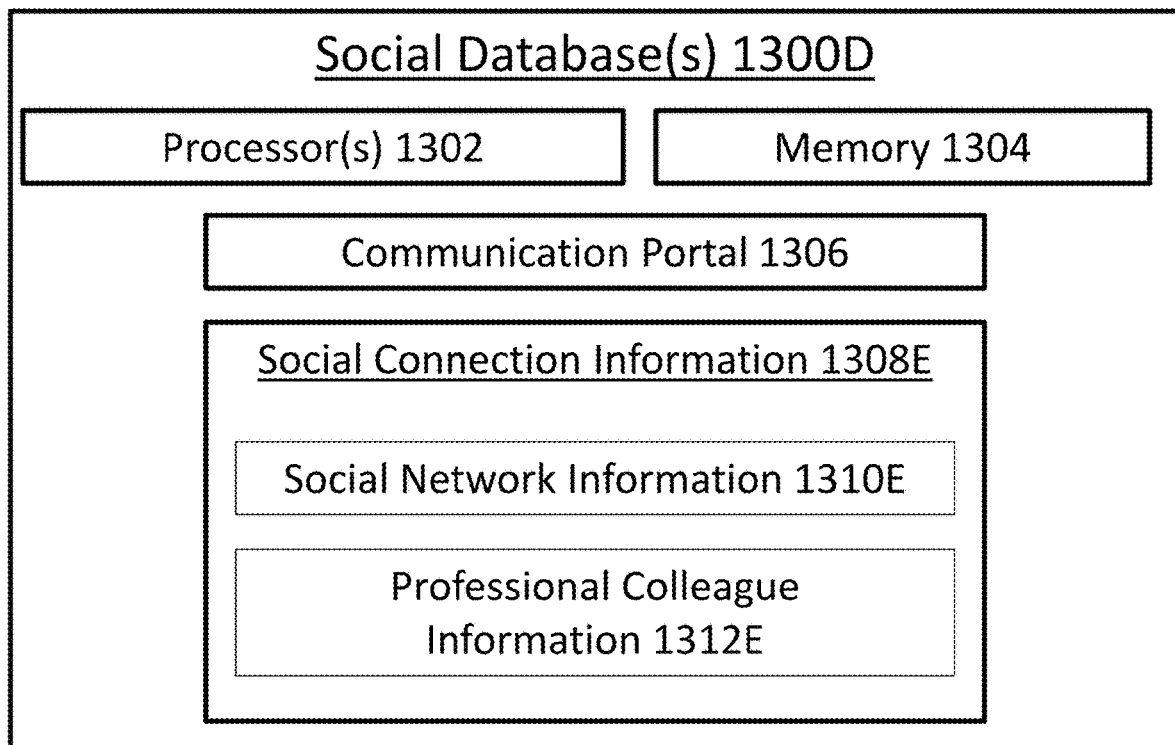 Social Database(s) 1300D
Processor(s) 1302
Memory 1304
Communication Portal 1306
Social Connection Information 1308E
Social Network Information 1310E
Professional Colleague
Information 1312E